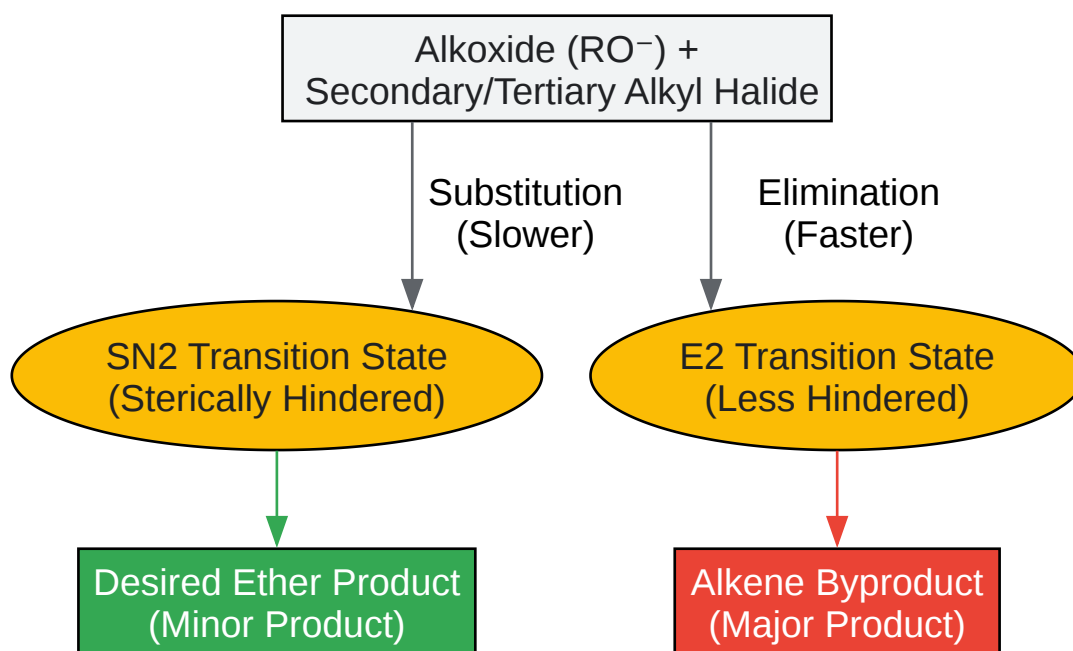 Alkoxide (RO⁻) +
Secondary/Tertiary Alkyl Halide
Substitution
(Slower)
Elimination
(Faster)
SN2 Transition State
(Sterically Hindered)
E2 Transition State
(Less Hindered)
Desired Ether Product
(Minor Product)
Alkene Byproduct
(Major Product)